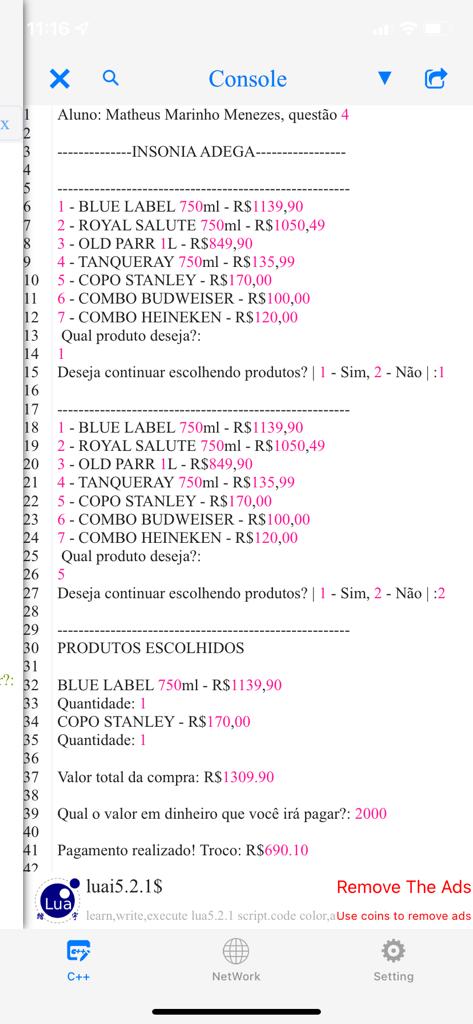 11:16
Console
x
1 Aluno: Matheus Marinho Menezes, questão 4
2
3 --------------INSONIA ADEGA-----------------
4
5 -------------------------------------------------------
6 1 - BLUE LABEL 750ml - R$1139,90
7 2 - ROYAL SALUTE 750ml - R$1050,49
8 3 - OLD PARR 1L - R$849,90
9 4 - TANQUERAY 750ml - R$135,99
10 5 - COPO STANLEY - R$170,00
11 6 - COMBO BUDWEISER - R$100,00
12 7 - COMBO HEINEKEN - R$120,00
13 Qual produto deseja?:
14 1
15 Deseja continuar escolhendo produtos? | 1 - Sim, 2 - Não | :1
16
17 -------------------------------------------------------
18 1 - BLUE LABEL 750ml - R$1139,90
19 2 - ROYAL SALUTE 750ml - R$1050,49
20 3 - OLD PARR 1L - R$849,90
21 4 - TANQUERAY 750ml - R$135,99
22 5 - COPO STANLEY - R$170,00
23 6 - COMBO BUDWEISER - R$100,00
24 7 - COMBO HEINEKEN - R$120,00
25 Qual produto deseja?:
26 5
27 Deseja continuar escolhendo produtos? | 1 - Sim, 2 - Não | :2
28
29 -------------------------------------------------------
30 PRODUTOS ESCOLHIDOS
31
r?:
32 BLUE LABEL 750ml - R$1139,90
33 Quantidade: 1
34 COPO STANLEY - R$170,00
35 Quantidade: 1
36
37 Valor total da compra: R$1309.90
38
39 Qual o valor em dinheiro que você irá pagar?: 2000
40
41 Pagamento realizado! Troco: R$690.10
42
Lua
luai5.2.1$
Remove The Ads
learn,write,execute lua5.2.1 script.code color,a
Use coins to remove ads
C++
NetWork
Setting